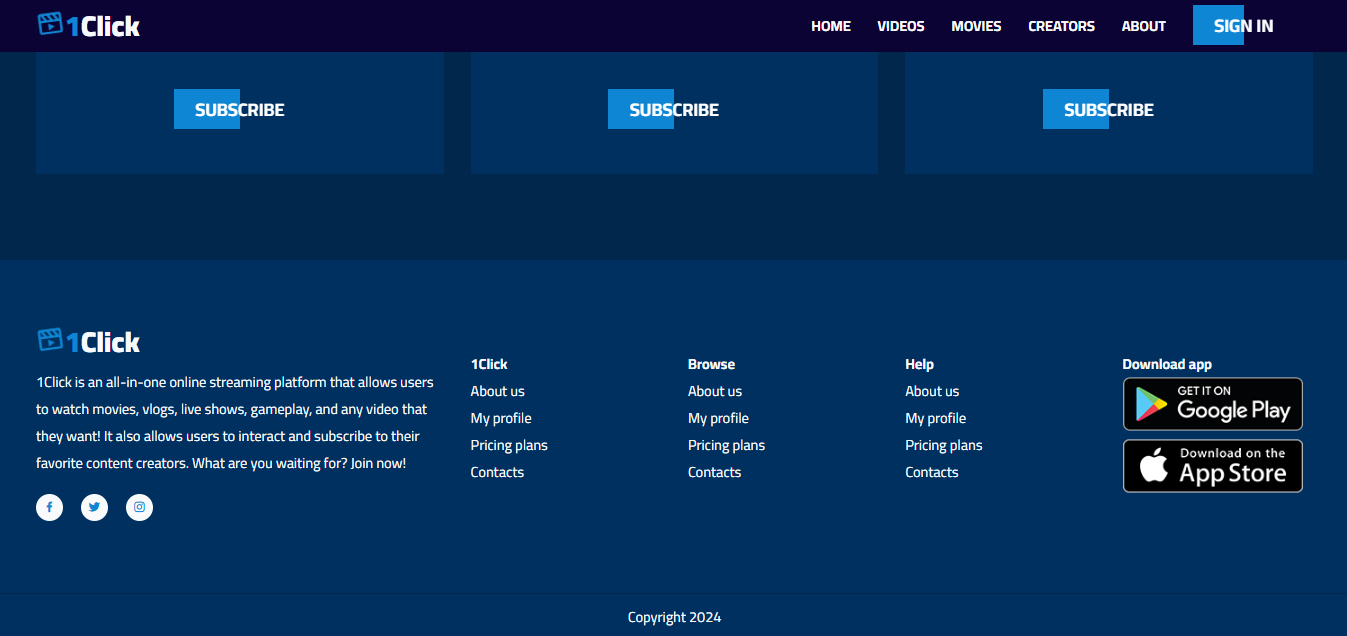 1Click
HOME VIDEOS MOVIES CREATORS ABOUT SIGN IN
SUBSCRIBE SUBSCRIBE SUBSCRIBE
1Click
1Click is an all-in-one online streaming platform that allows users
to watch movies, vlogs, live shows, gameplay, and any video that
they want! It also allows users to interact and subscribe to their
favorite content creators. What are you waiting for? Join now!
1Click
About us
My profile
Pricing plans
Contacts
Browse
About us
My profile
Pricing plans
Contacts
Help
About us
My profile
Pricing plans
Contacts
Download app
GET IT ON
Google Play
Download on the
App Store
Copyright 2024